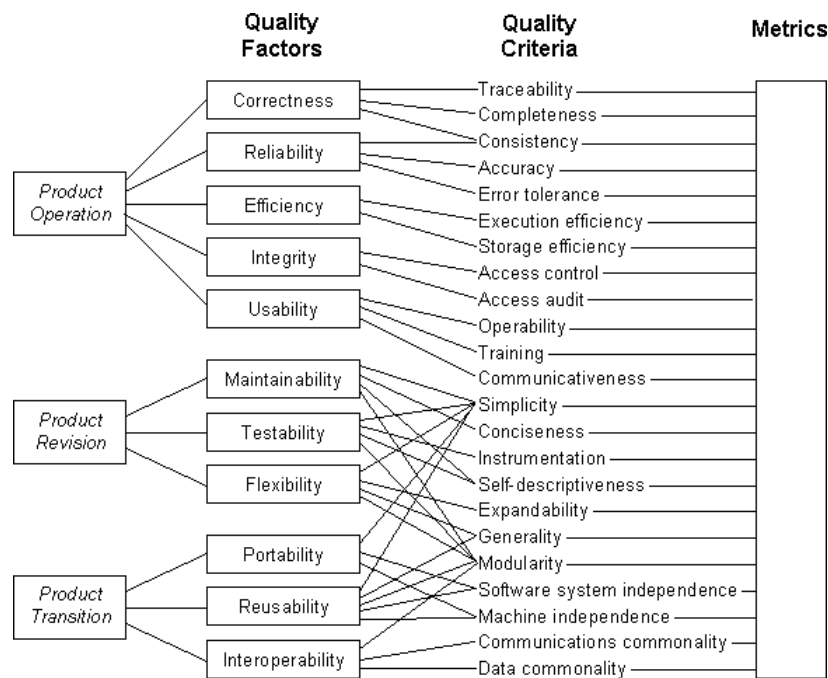 Quality
Factors
Quality
Criteria
Metrics
Product
Operation
Product
Revision
Product
Transition
Correctness
Reliability
Efficiency
Integrity
Usability
Maintainability
Testability
Flexibility
Portability
Reusability
Interoperability
Traceability
Completeness
Consistency
Accuracy
Error tolerance
Execution efficiency
Storage efficiency
Access control
Access audit
Operability
Training
Communicativeness
Simplicity
Conciseness
Instrumentation
Self-descriptiveness
Expandability
Generality
Modularity
Software system independence
Machine independence
Communications commonality
Data commonality